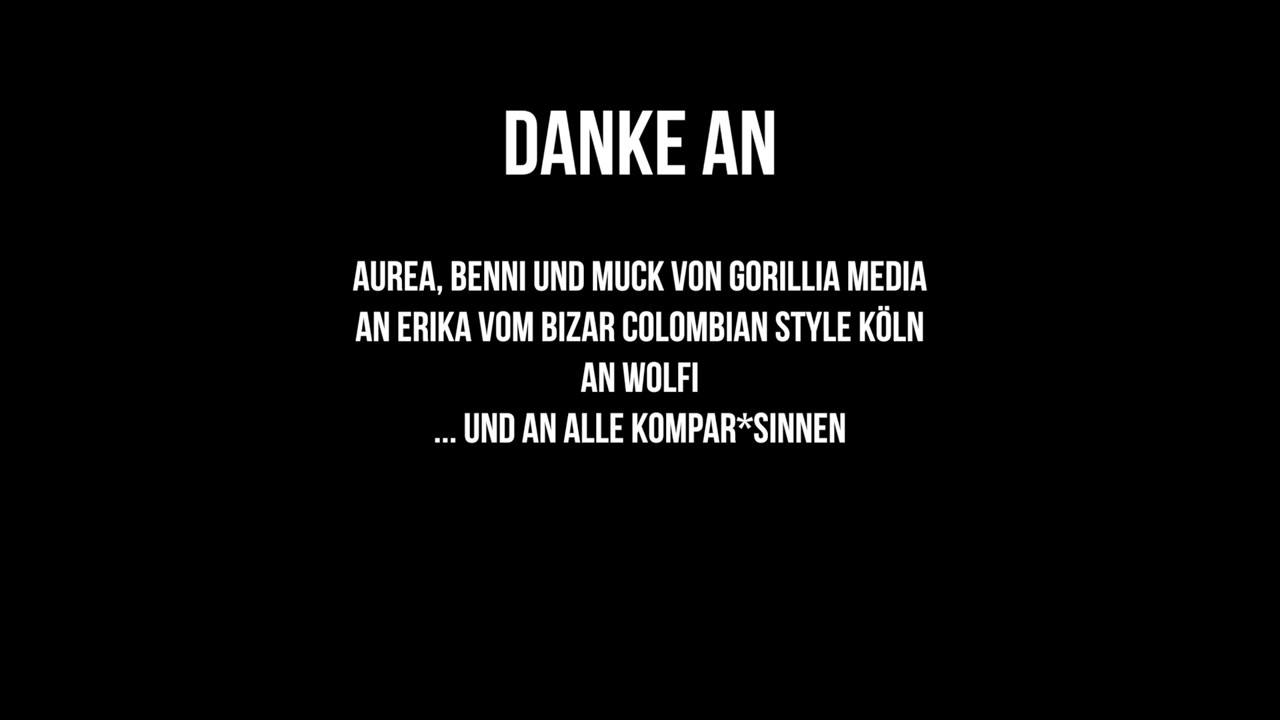 DANKE AN
AUREA, BENNI UND MUCK VON GORILLIA MEDIA
AN ERIKA VOM BIZAR COLOMBIAN STYLE KÖLN
AN WOLFI
... UND AN ALLE KOMPAR*SINNEN